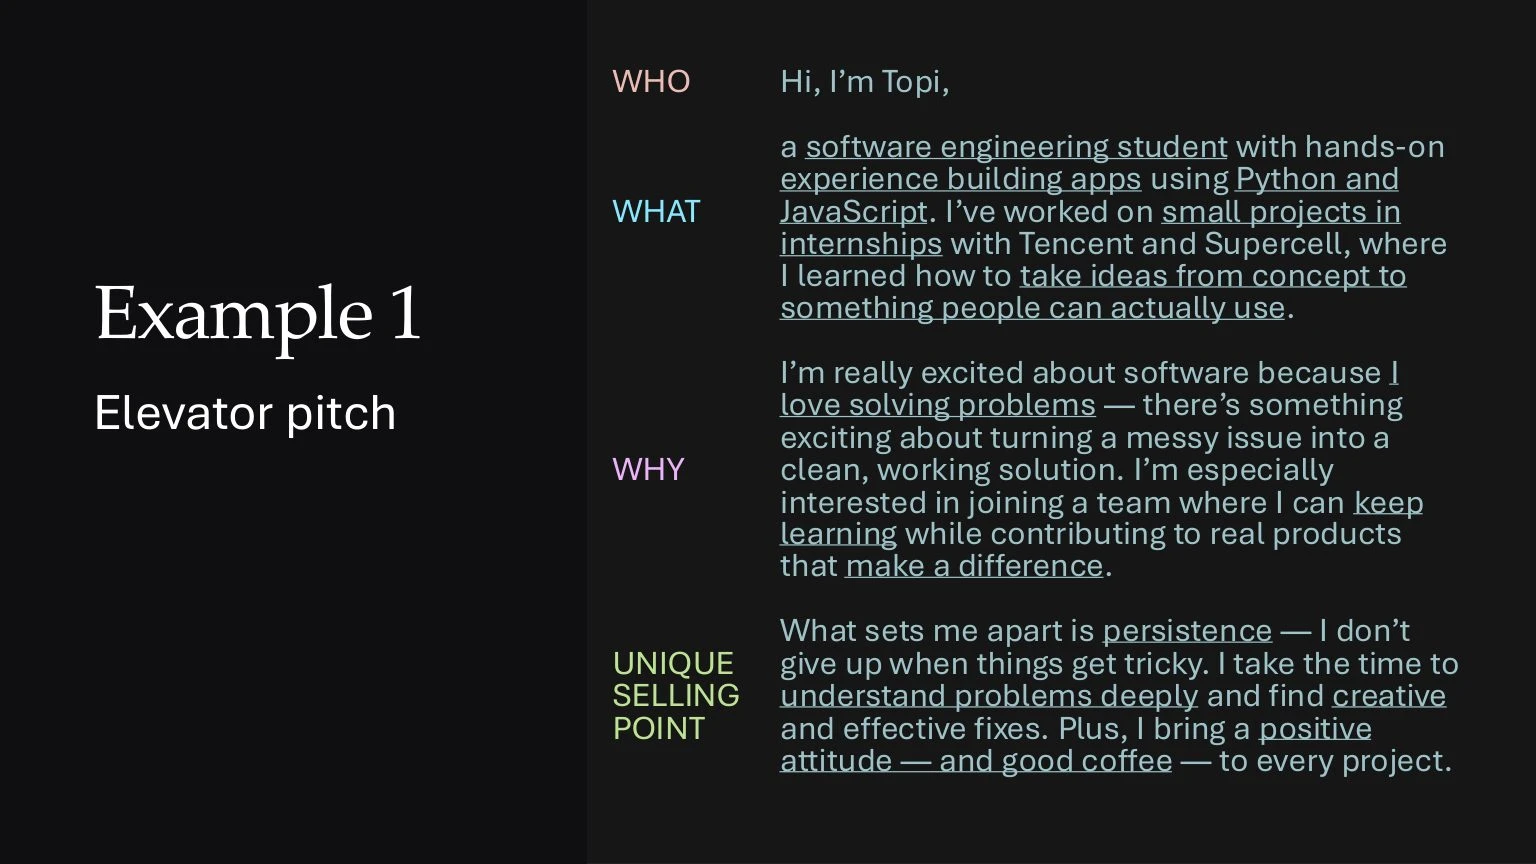 Example 1
Elevator pitch
WHO
Hi, I’m Topi,
WHAT
a software engineering student with hands-on
experience building apps using Python and
JavaScript. I’ve worked on small projects in
internships with Tencent and Supercell, where
I learned how to take ideas from concept to
something people can actually use.
WHY
I’m really excited about software because I
love solving problems — there’s something
exciting about turning a messy issue into a
clean, working solution. I’m especially
interested in joining a team where I can keep
learning while contributing to real products
that make a difference.
UNIQUE
SELLING
POINT
What sets me apart is persistence — I don’t
give up when things get tricky. I take the time to
understand problems deeply and find creative
and effective fixes. Plus, I bring a positive
attitude — and good coffee — to every project.